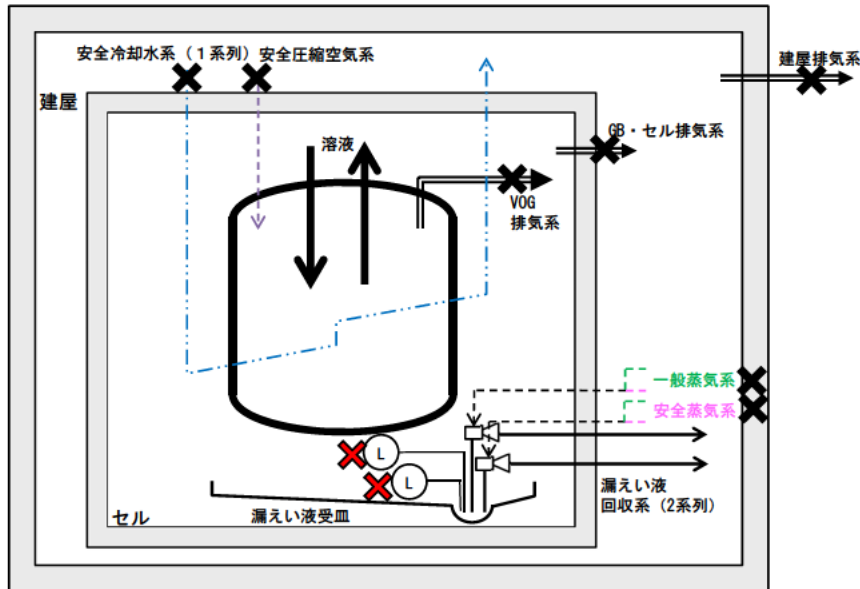 安全冷却水系（１系列）
安全圧縮空気系
建屋排気系
建屋
GB・セル排気系
溶液
VOG
排気系
一般蒸気系
安全蒸気系
L
L
漏えい液
回収系（2系列）
漏えい液受皿
セル